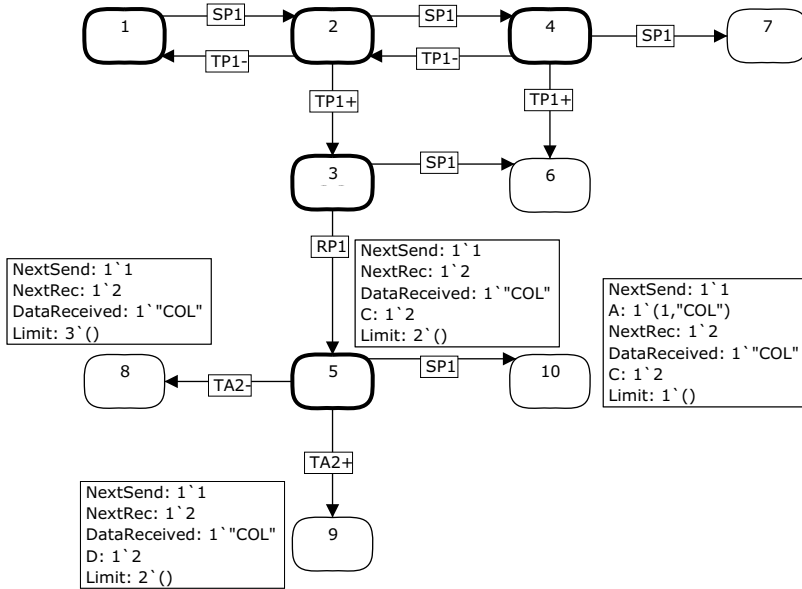 SP1
SP1
1
2
4
7
SP1
TP1-
TP1-
TP1+
TP1+
3
SP1
6
RP1
NextSend: 1`1
NextRec: 1`2
DataReceived: 1`"COL"
C: 1`2
Limit: 2`()
NextSend: 1`1
NextRec: 1`2
DataReceived: 1`"COL"
Limit: 3`()
NextSend: 1`1
A: 1`(1,"COL")
NextRec: 1`2
DataReceived: 1`"COL"
C: 1`2
Limit: 1`()
8
TA2-
5
SP1
10
TA2+
NextSend: 1`1
NextRec: 1`2
DataReceived: 1`"COL"
D: 1`2
Limit: 2`()
9